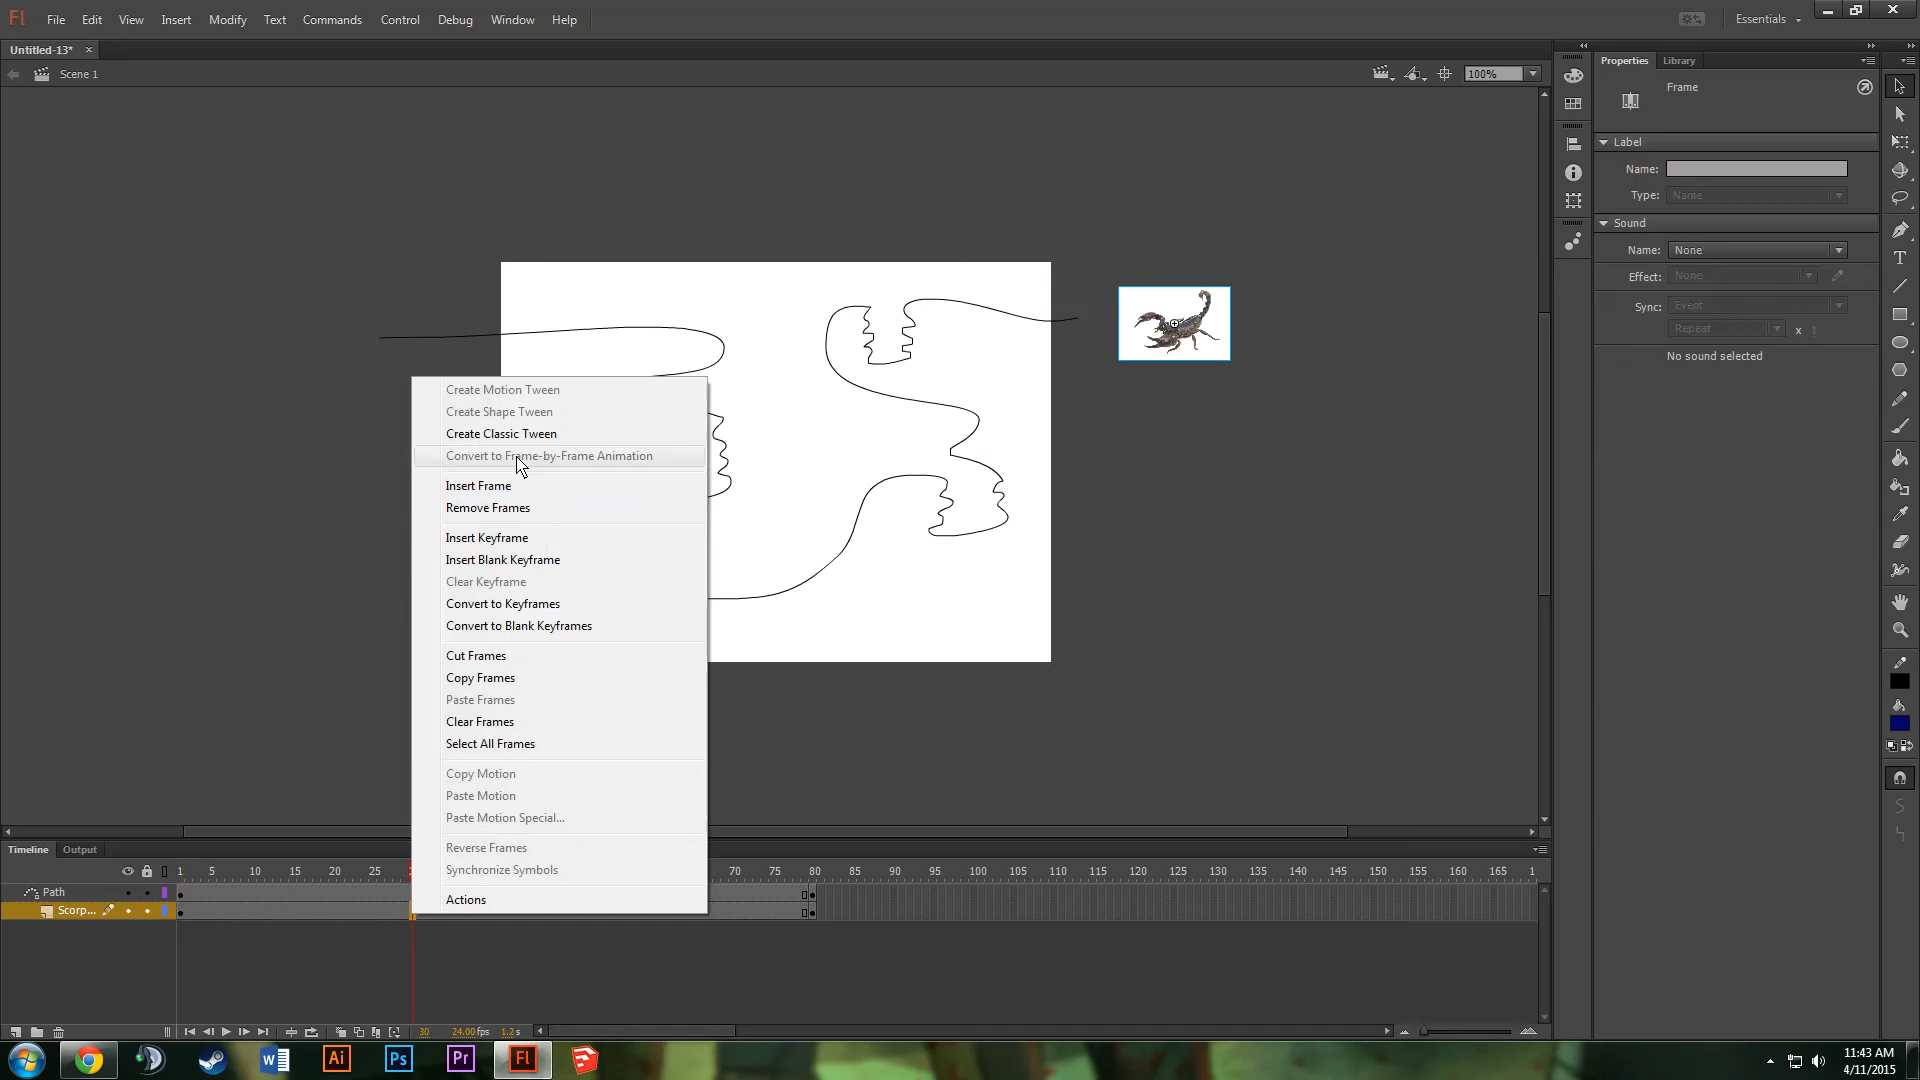 Fl File Edit View Insert Modify Text Commands Control Debug Window Help Essentials
Untitled-13* ×
Scene 1 100%
Properties Library
Frame
Label
Name:
Type: Name
Sound
Name: None
Effect: None
Sync: Event
Repeat x 1
No sound selected
Create Motion Tween
Create Shape Tween
Create Classic Tween
Convert to Frame-by-Frame Animation
Insert Frame
Remove Frames
Insert Keyframe
Insert Blank Keyframe
Clear Keyframe
Convert to Keyframes
Convert to Blank Keyframes
Cut Frames
Copy Frames
Paste Frames
Clear Frames
Select All Frames
Copy Motion
Paste Motion
Paste Motion Special...
Reverse Frames
Synchronize Symbols
Actions
Timeline Output
1 5 10 15 20 25 70 75 80 85 90 95 100 105 110 115 120 125 130 135 140 145 150 155 160 165 1
Path
Scorp...
30 24.00 fps 1.2 s
W Ai Ps Pr Fl
11:43 AM
4/11/2015